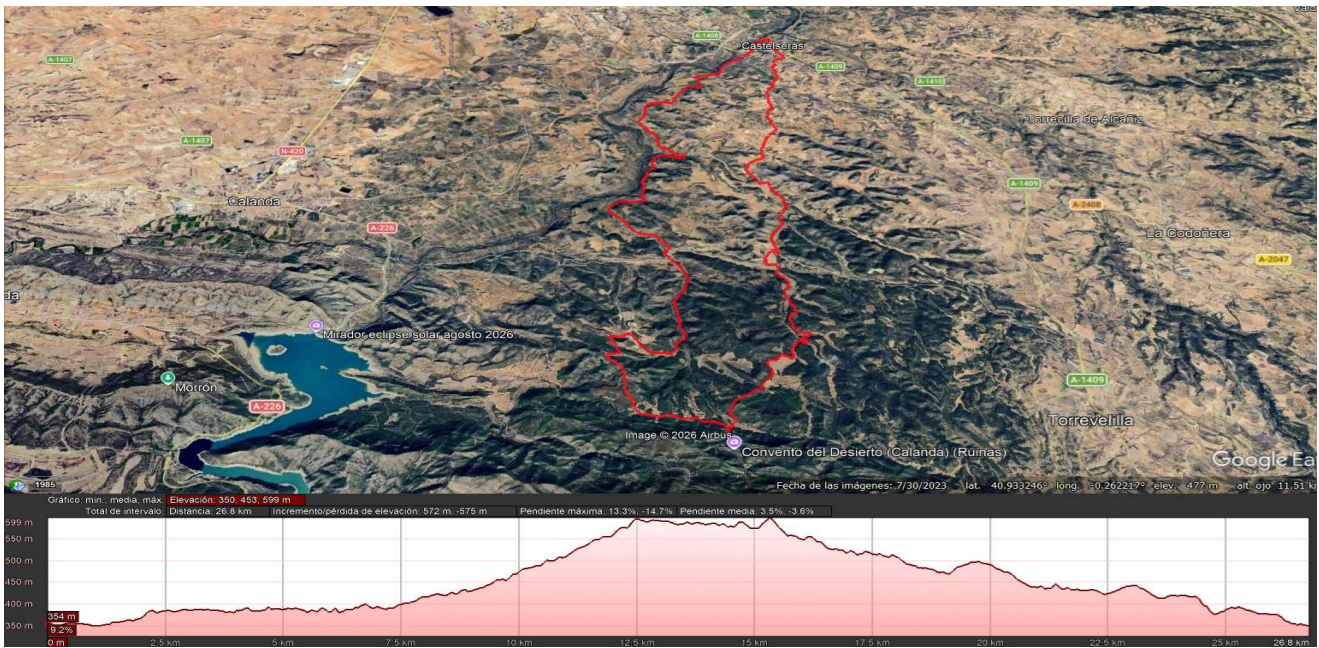 A-1408
Castelserás
A-1407
A-1409
A-1410
Torrecilla de Alcañiz
A-1407
N-420
A-1409
Calanda
A-2408
A-226
La Codoñera
A-2047
Mirador eclipse solar agosto 2026...
Morrón
A-226
A-1409
Torrevelilla
Image © 2026 Airbus
Convento del Desierto (Calanda) (Ruinas)
Google Ea
1985
Fecha de las imágenes: 7/30/2023 lat. 40.933246° long. -0.262217° elev. 477 m alt. ojo 11.51 k
Gráfico: mín., media, máx. Elevación: 350, 453, 599 m
Total de intervalo: Distancia: 26.8 km Incremento/pérdida de elevación: 572 m, -575 m Pendiente máxima: 13.3%, -14.7% Pendiente media: 3.5%, -3.6%
599 m
550 m
500 m
450 m
400 m
350 m
354 m
9.2%
0 m 2.5 km 5 km 7.5 km 10 km 12.5 km 15 km 17.5 km 20 km 22.5 km 25 km 26.8 km